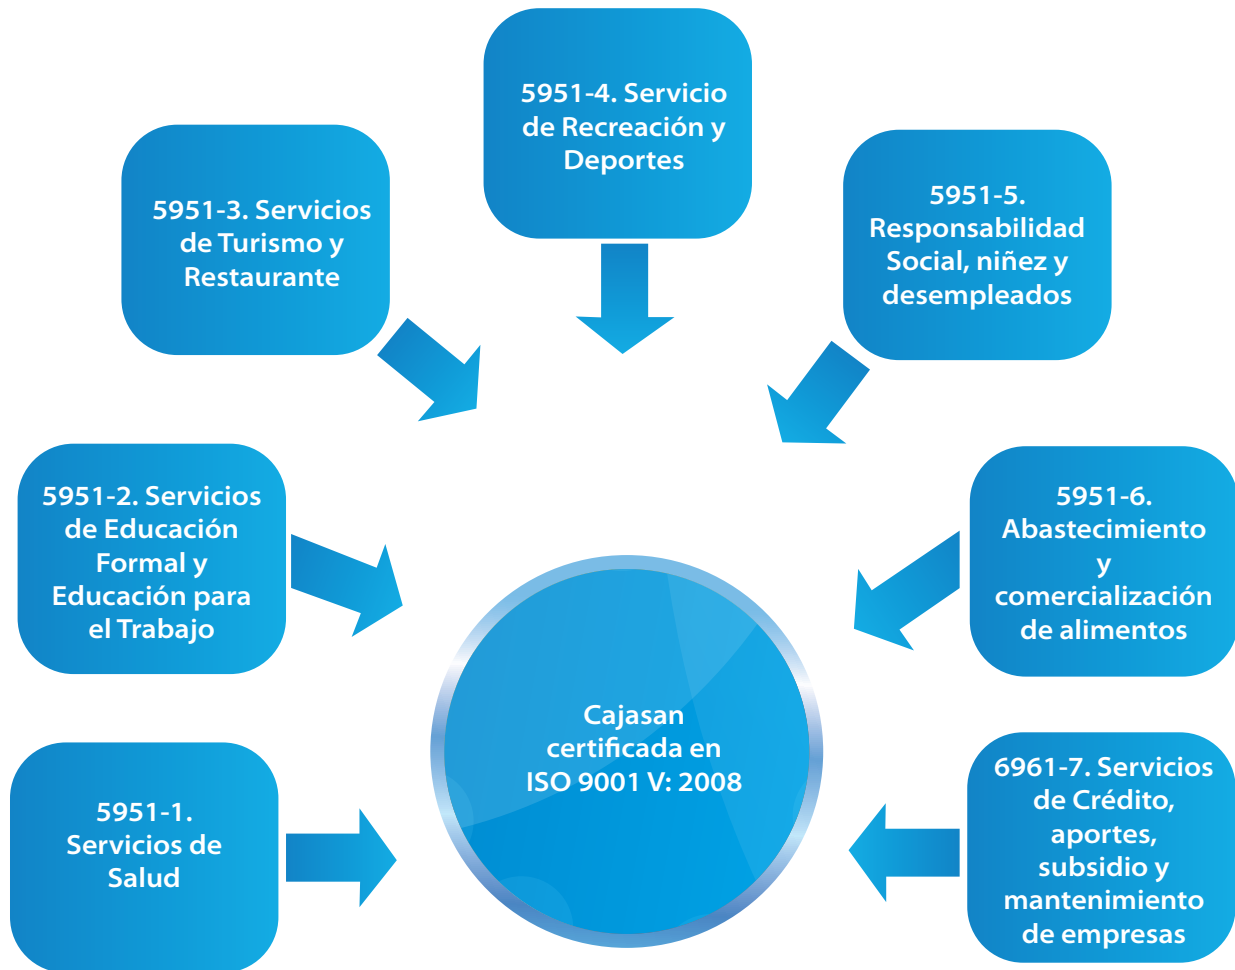 5951-4. Servicio
de Recreación y
Deportes
5951-3. Servicios
de Turismo y
Restaurante
5951-5.
Responsabilidad
Social, niñez y
desempleados
5951-2. Servicios
de Educación
Formal y
Educación para
el Trabajo
5951-6.
Abastecimiento
y
comercialización
de alimentos
Cajasan
certificada en
ISO 9001 V: 2008
5951-1.
Servicios de
Salud
6961-7. Servicios
de Crédito,
aportes,
subsidio y
mantenimiento
de empresas